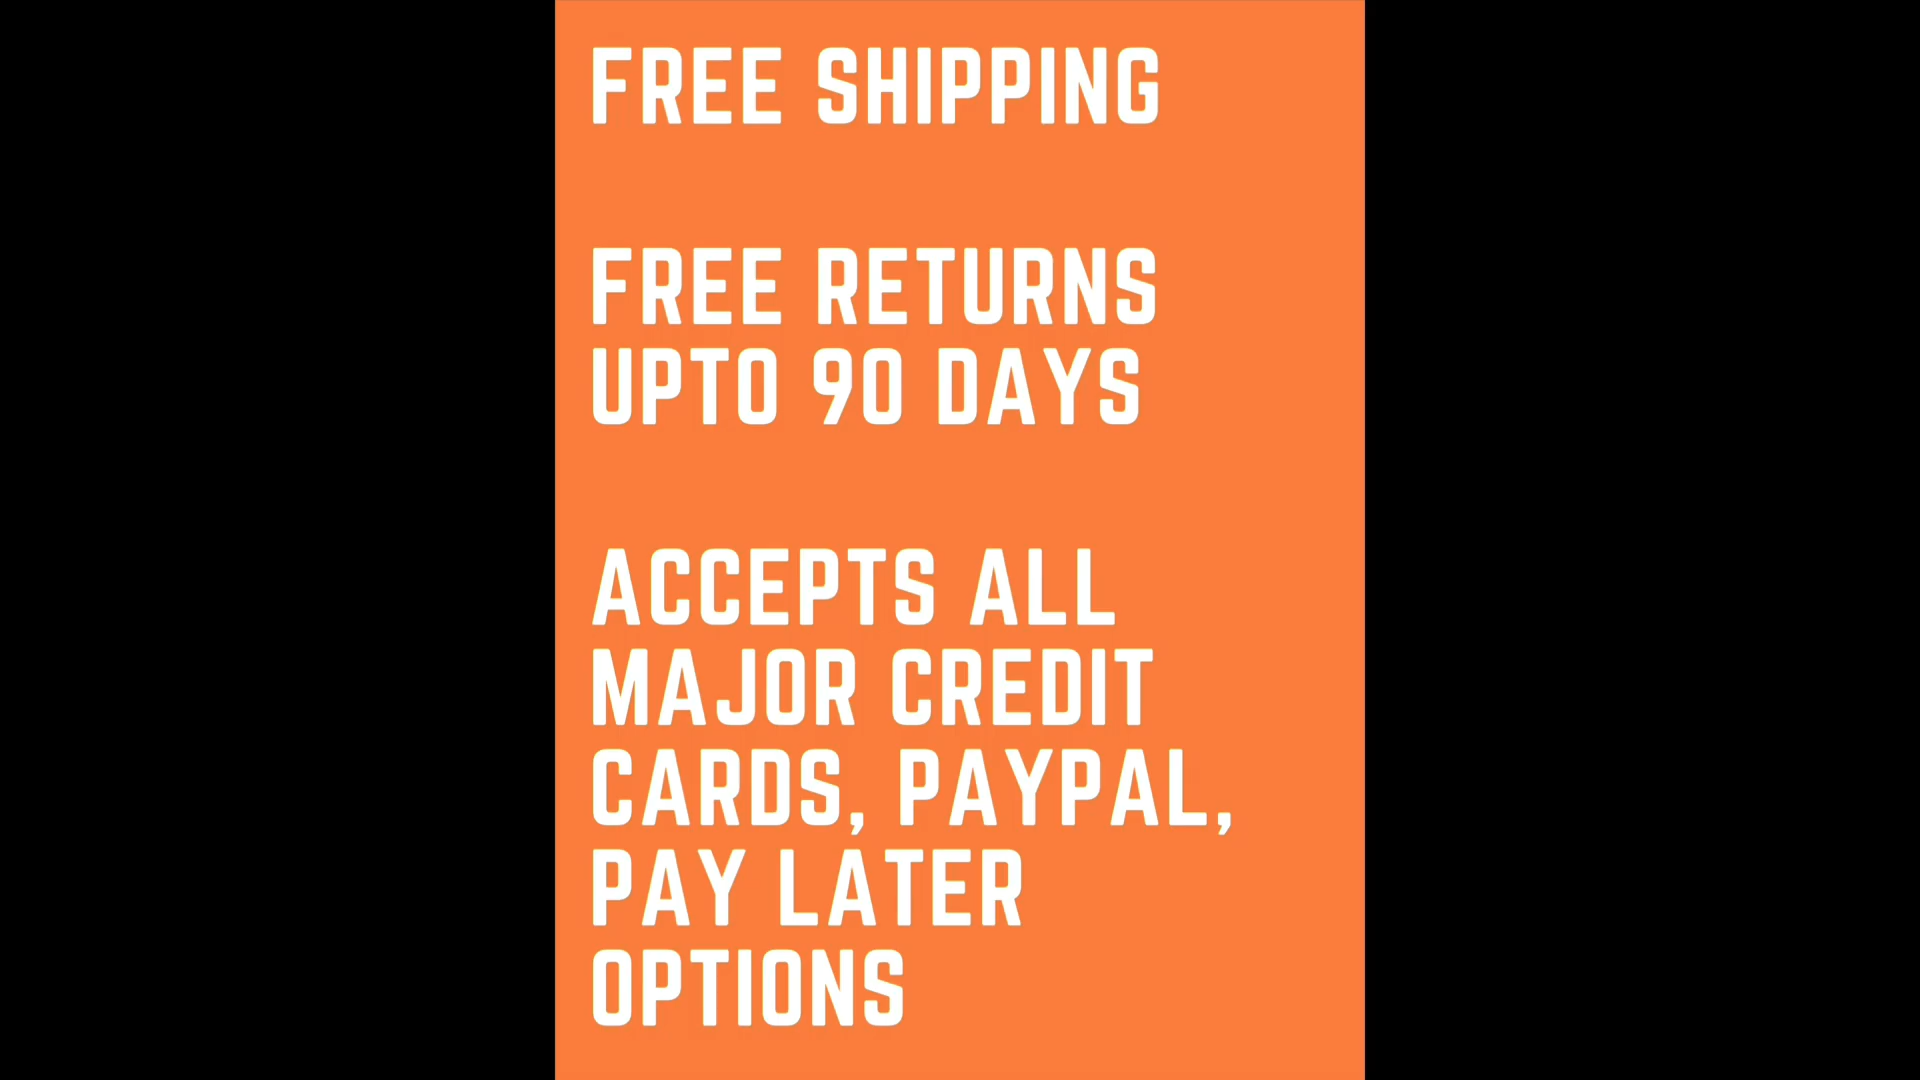 FREE SHIPPING
FREE RETURNS
UPTO 90 DAYS
ACCEPTS ALL
MAJOR CREDIT
CARDS, PAYPAL,
PAY LATER
OPTIONS